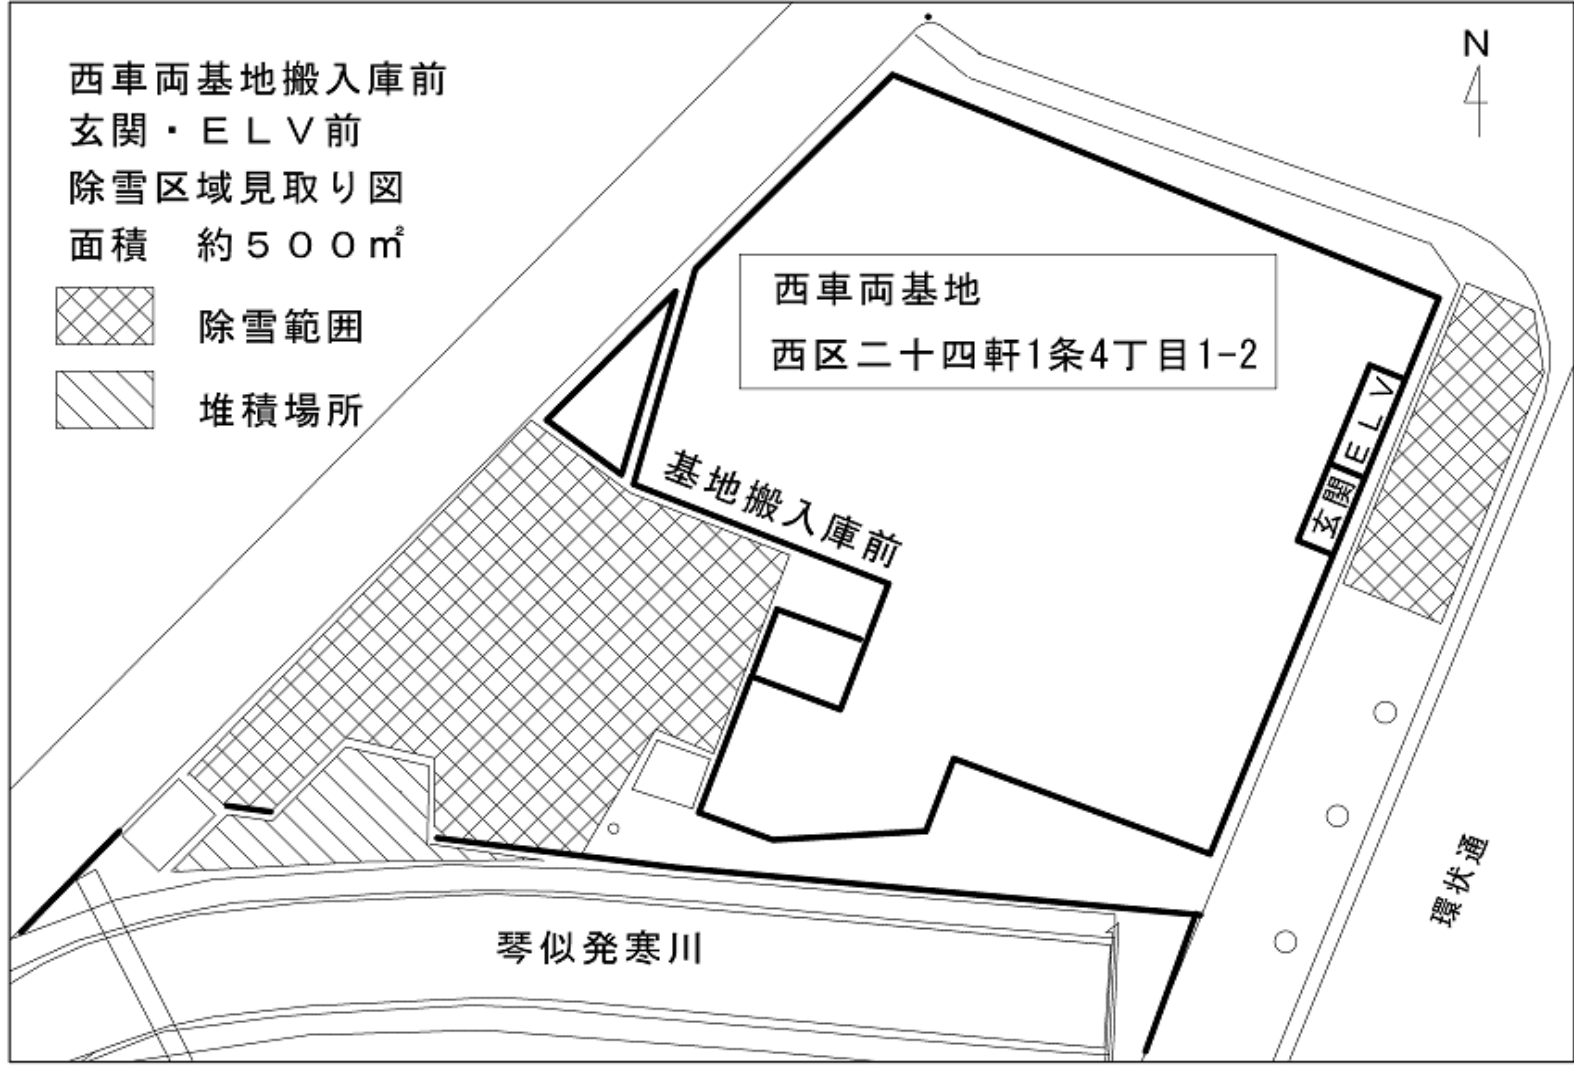 西車両基地搬入庫前
玄関・ＥＬＶ前
除雪区域見取り図
面積　約５００㎡
除雪範囲
堆積場所
N
西車両基地
西区二十四軒1条4丁目1-2
基地搬入庫前
ＥＬＶ
玄関
環状通
琴似発寒川